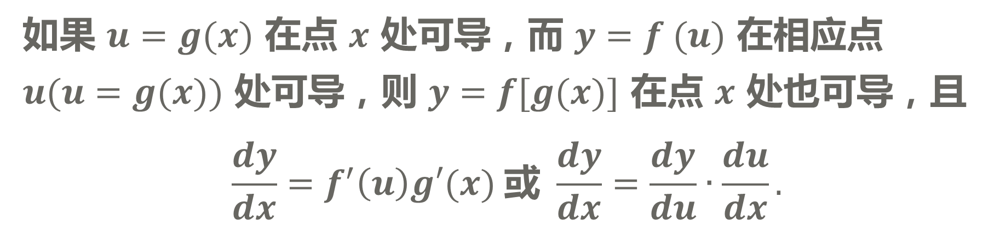 如果 u = g(x) 在点 x 处可导，而 y = f (u) 在相应点
u(u = g(x)) 处可导，则 y = f[g(x)] 在点 x 处也可导，且
dy/dx = f′(u)g′(x) 或 dy/dx = dy/du · du/dx .